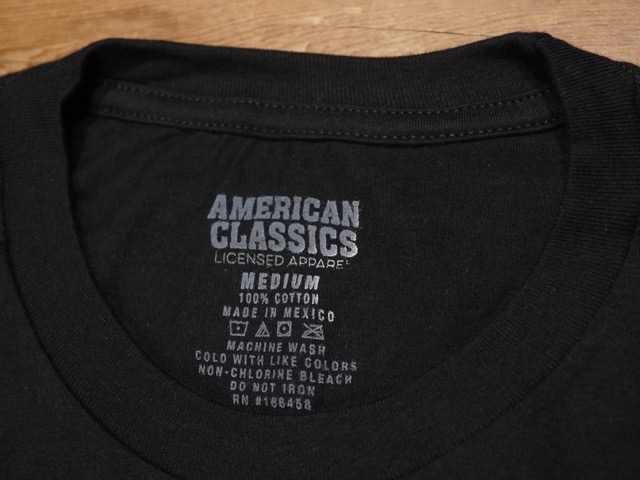 AMERICAN
CLASSICS
LICENSED APPAREL
MEDIUM
100% COTTON
MADE IN MEXICO
MACHINE WASH
COLD WITH LIKE COLORS
NON-CHLORINE BLEACH
DO NOT IRON
RN #166458